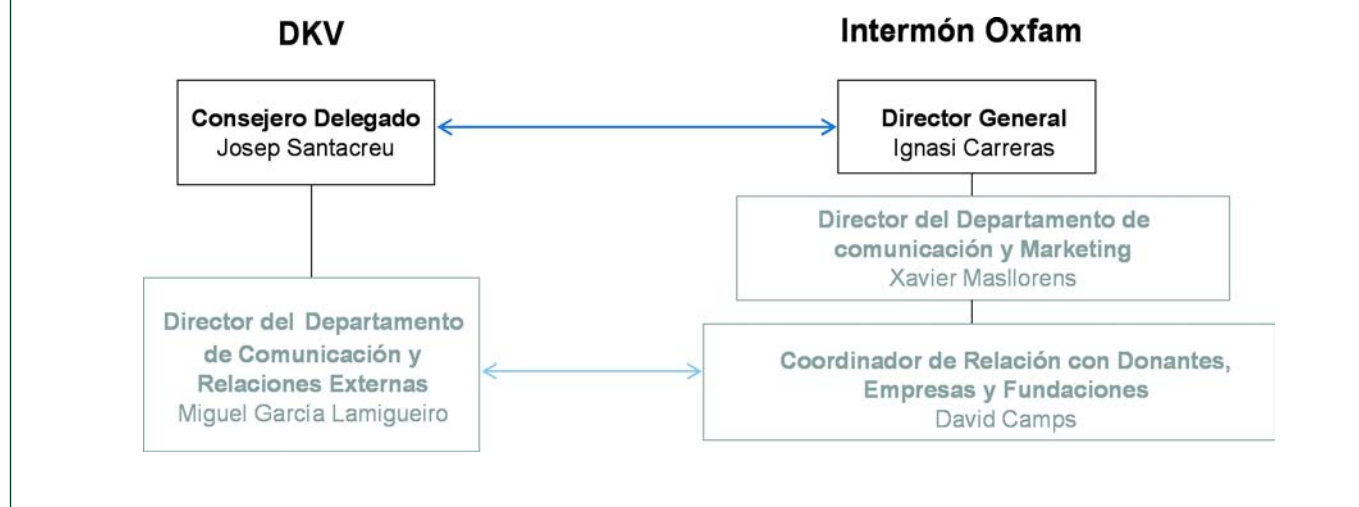 DKV
Intermón Oxfam
Consejero Delegado
Josep Santacreu
Director General
Ignasi Carreras
Director del Departamento de
comunicación y Marketing
Xavier Masllorens
Director del Departamento
de Comunicación y
Relaciones Externas
Miguel García Lamigueiro
Coordinador de Relación con Donantes,
Empresas y Fundaciones
David Camps